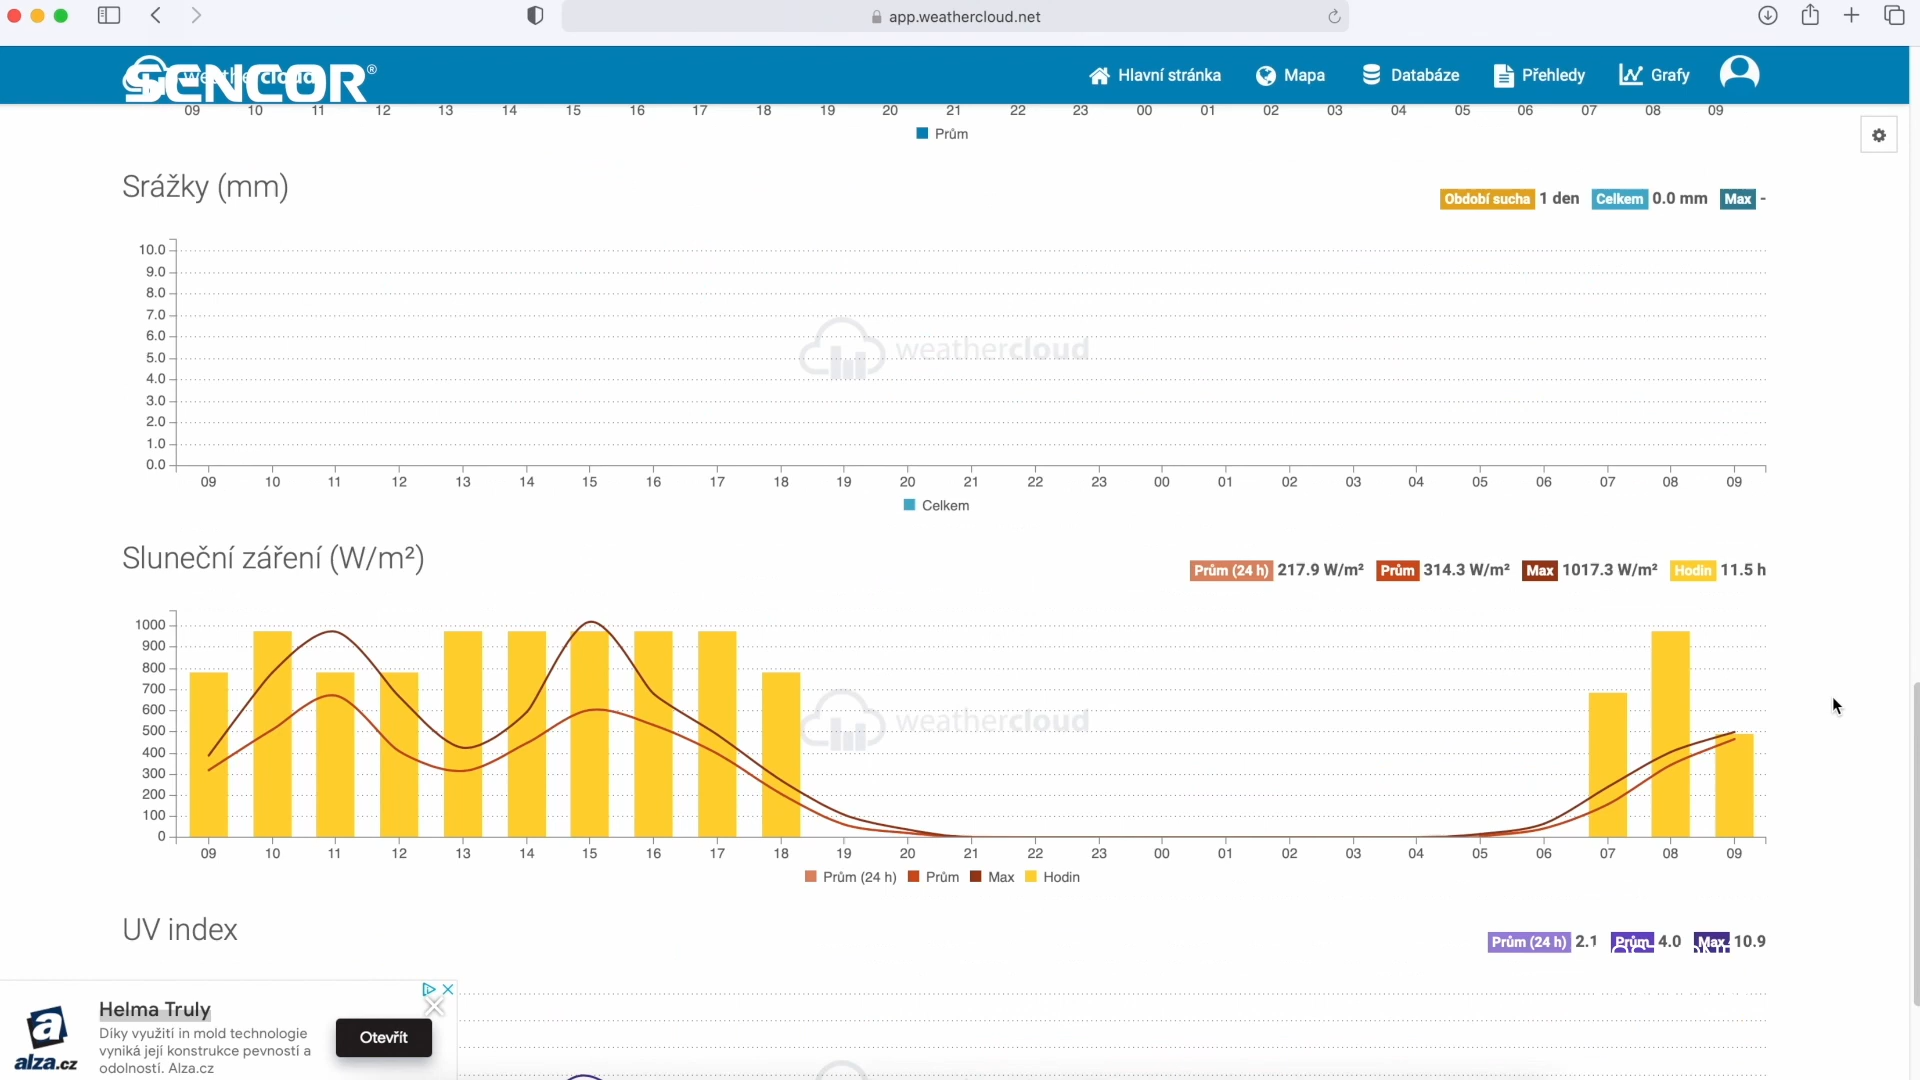 app.weathercloud.net
SENCOR®
weathercloud
Hlavní stránka Mapa Databáze Přehledy Grafy
09 10 11 12 13 14 15 16 17 18 19 20 21 22 23 00 01 02 03 04 05 06 07 08 09
Prům
Srážky (mm)
Období sucha 1 den Celkem 0.0 mm Max -
10.0
9.0
8.0
7.0
6.0
5.0
4.0
3.0
2.0
1.0
0.0
weathercloud
09 10 11 12 13 14 15 16 17 18 19 20 21 22 23 00 01 02 03 04 05 06 07 08 09
Celkem
Sluneční záření (W/m²)
Prům (24 h) 217.9 W/m² Prům 314.3 W/m² Max 1017.3 W/m² Hodin 11.5 h
1000
900
800
700
600
500
400
300
200
100
0
weathercloud
09 10 11 12 13 14 15 16 17 18 19 20 21 22 23 00 01 02 03 04 05 06 07 08 09
Prům (24 h) Prům Max Hodin
UV index
Prům (24 h) 2.1 Prům 4.0 Max 10.9
Helma Truly
Díky využití in mold technologie
vyniká její konstrukce pevností a
odolností. Alza.cz
Otevřít
a
alza.cz